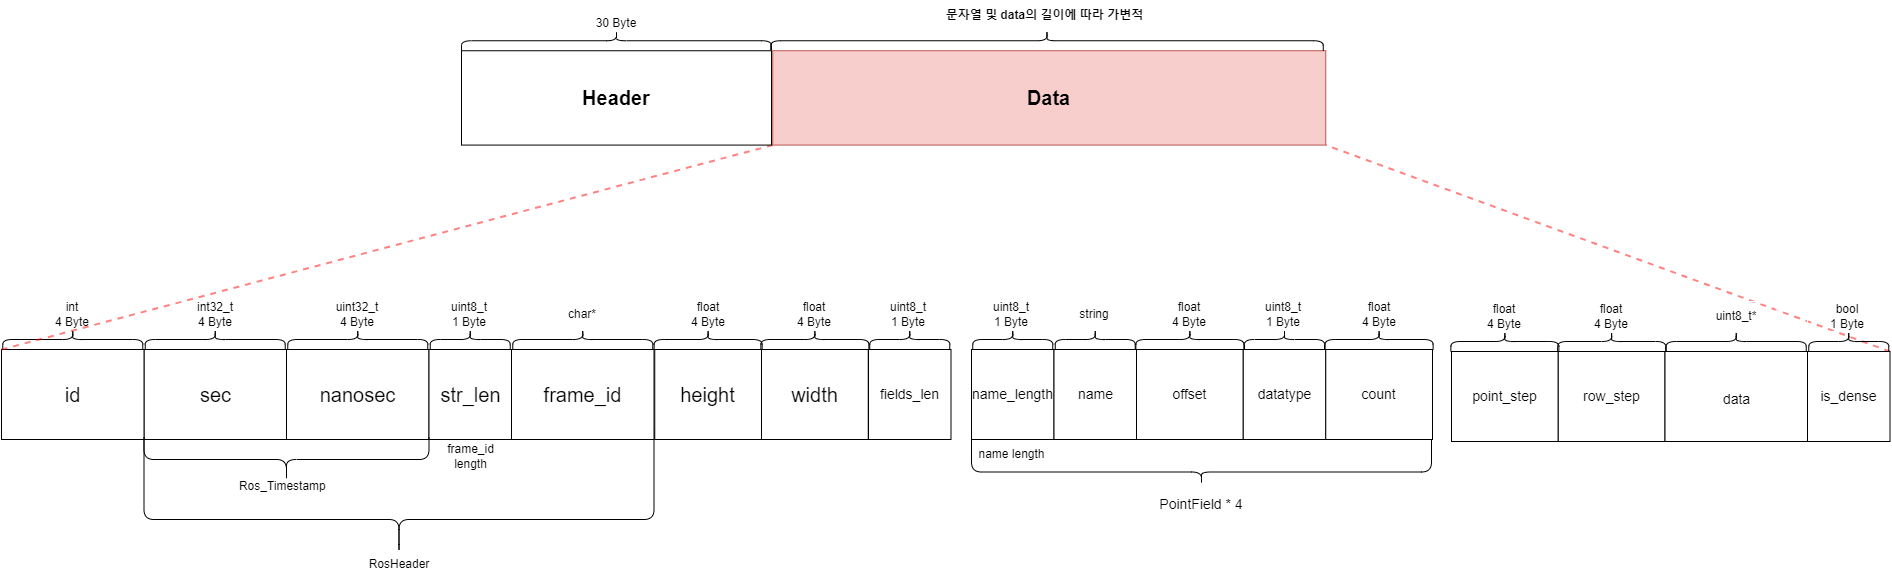 30 Byte
문자열 및 data의 길이에 따라 가변적
Header
Data
int
4 Byte
int32_t
4 Byte
uint32_t
4 Byte
uint8_t
1 Byte
char*
float
4 Byte
float
4 Byte
uint8_t
1 Byte
uint8_t
1 Byte
string
float
4 Byte
uint8_t
1 Byte
float
4 Byte
float
4 Byte
float
4 Byte
uint8_t*
bool
1 Byte
id
sec
nanosec
str_len
frame_id
height
width
fields_len
name_length
name
offset
datatype
count
point_step
row_step
data
is_dense
frame_id
length
name length
Ros_Timestamp
PointField * 4
RosHeader